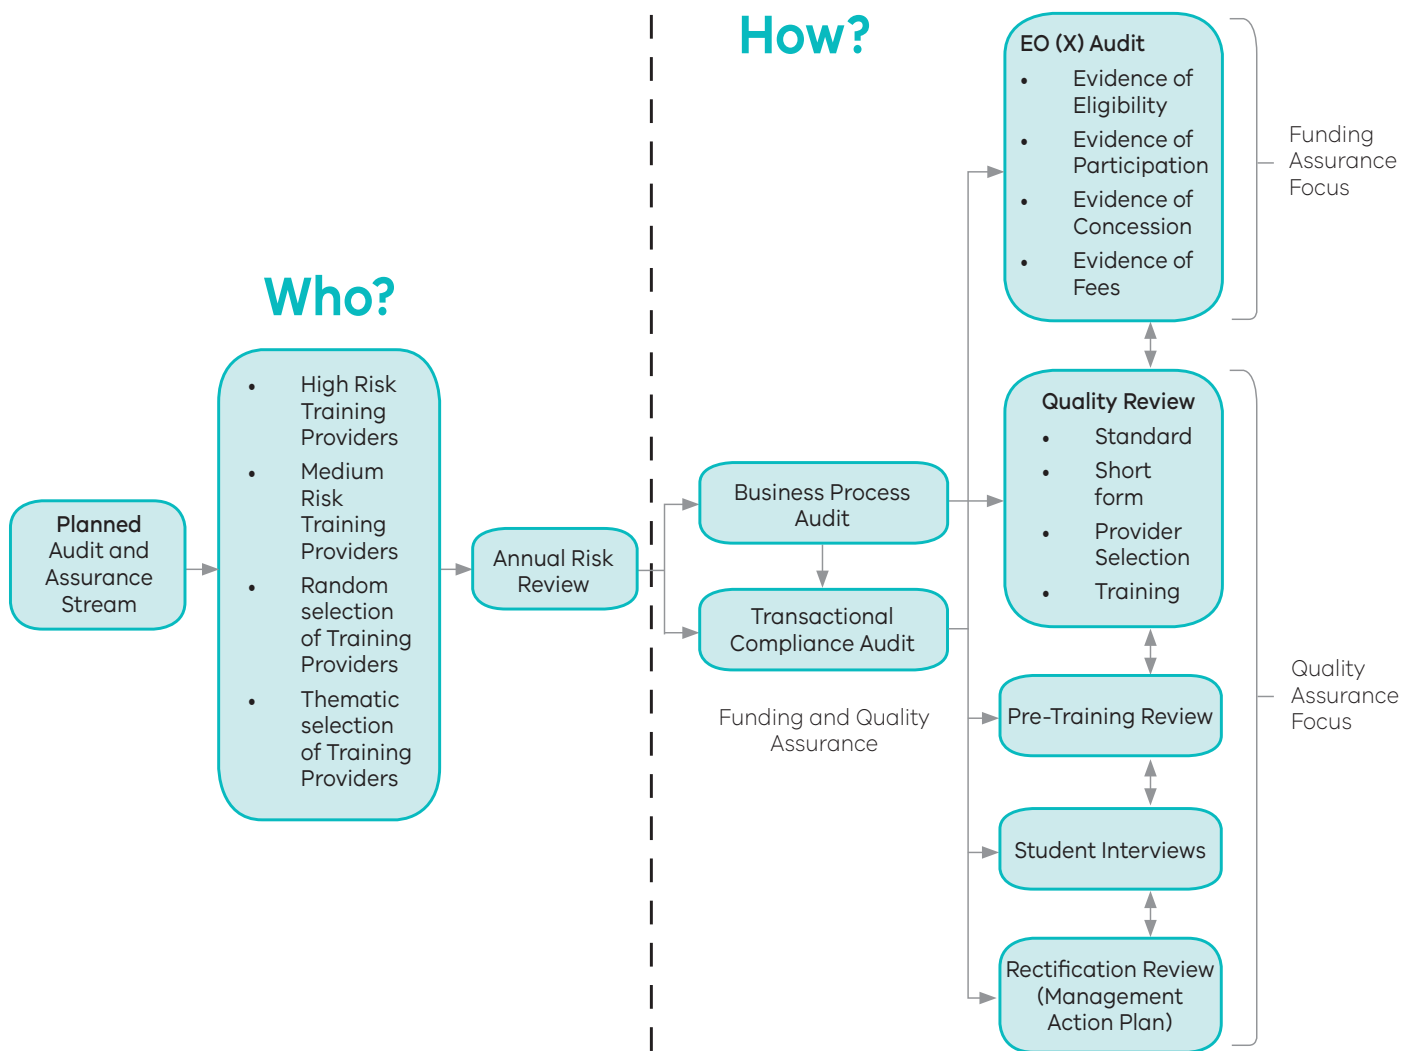 Who?
Planned
Audit and
Assurance
Stream
• High Risk
Training
Providers
• Medium
Risk
Training
Providers
• Random
selection
of Training
Providers
• Thematic
selection
of Training
Providers
Annual Risk
Review
How?
Business Process
Audit
Transactional
Compliance Audit
Funding and Quality
Assurance
EO (X) Audit
• Evidence of
Eligibility
• Evidence of
Participation
• Evidence of
Concession
• Evidence of
Fees
Funding
Assurance
Focus
Quality Review
• Standard
• Short
form
• Provider
Selection
• Training
Pre-Training Review
Student Interviews
Rectification Review
(Management
Action Plan)
Quality
Assurance
Focus